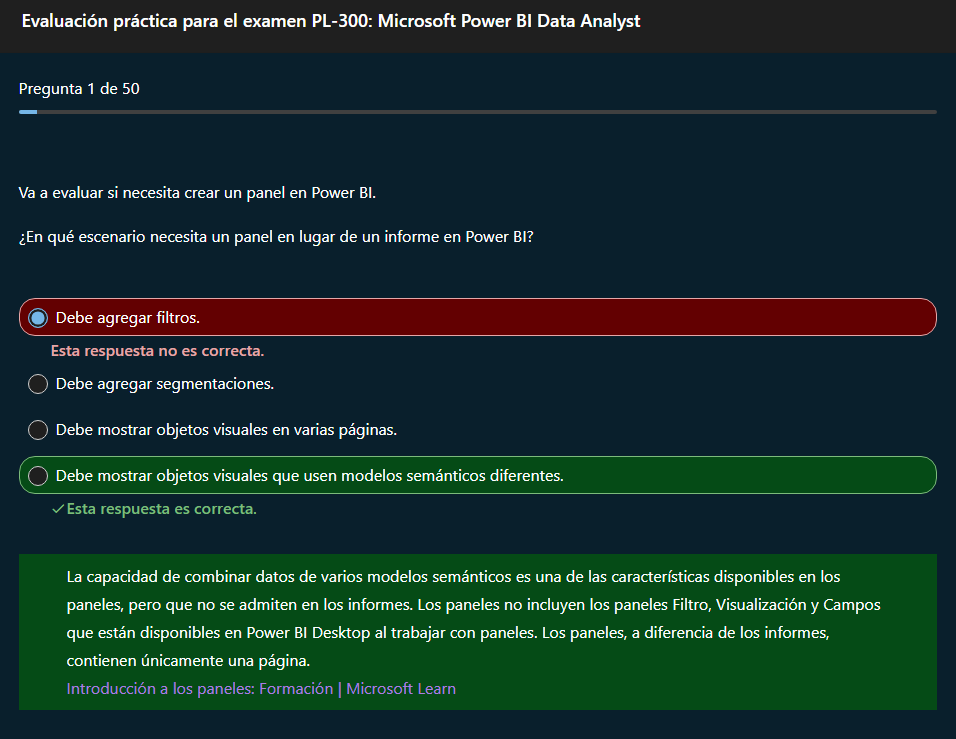 Evaluación práctica para el examen PL-300: Microsoft Power BI Data Analyst
Pregunta 1 de 50
Va a evaluar si necesita crear un panel en Power BI.
¿En qué escenario necesita un panel en lugar de un informe en Power BI?
Debe agregar filtros.
Esta respuesta no es correcta.
Debe agregar segmentaciones.
Debe mostrar objetos visuales en varias páginas.
Debe mostrar objetos visuales que usen modelos semánticos diferentes.
✓Esta respuesta es correcta.
La capacidad de combinar datos de varios modelos semánticos es una de las características disponibles en los
paneles, pero que no se admiten en los informes. Los paneles no incluyen los paneles Filtro, Visualización y Campos
que están disponibles en Power BI Desktop al trabajar con paneles. Los paneles, a diferencia de los informes,
contienen únicamente una página.
Introducción a los paneles: Formación | Microsoft Learn